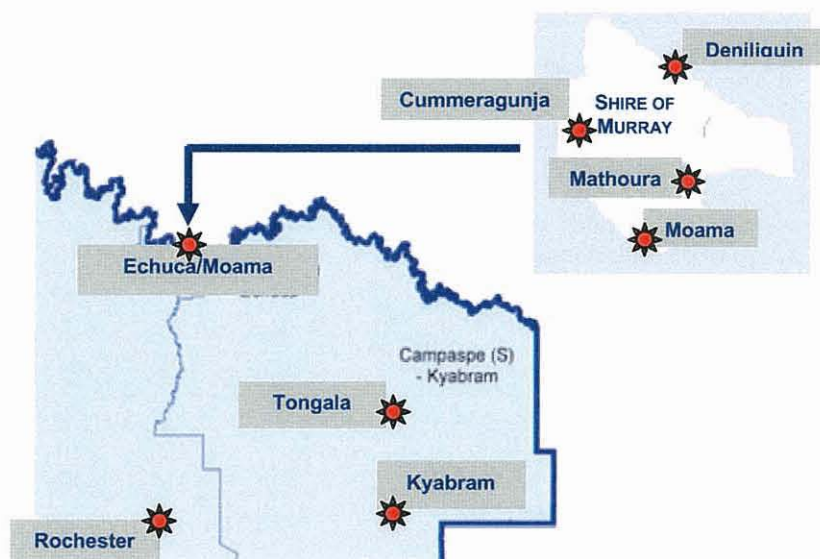 Deniliquin
Cummeragunja
SHIRE OF
MURRAY
Mathoura
Moama
Echuca/Moama
Campaspe (S)
- Kyabram
Tongala
Kyabram
Rochester